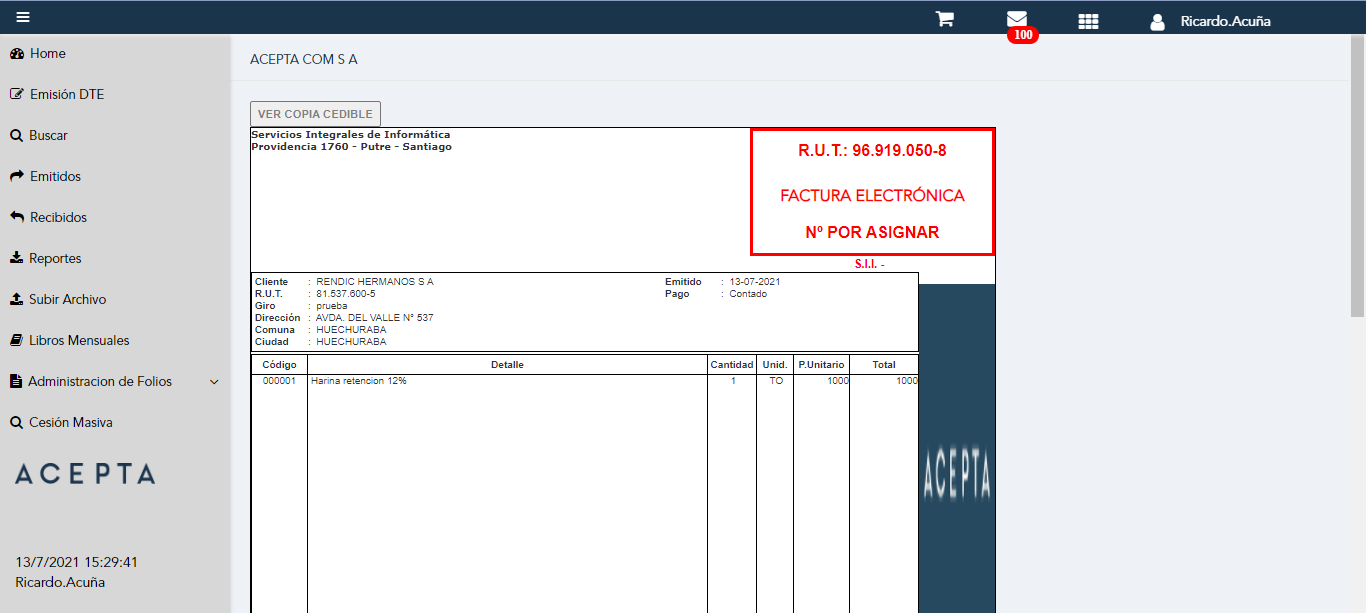 Ricardo.Acuña
100
Home
Emisión DTE
Buscar
Emitidos
Recibidos
Reportes
Subir Archivo
Libros Mensuales
Administracion de Folios
Cesión Masiva
ACEPTA
13/7/2021 15:29:41
Ricardo.Acuña
ACEPTA COM S A
VER COPIA CEDIBLE
Servicios Integrales de Informática
Providencia 1760 - Putre - Santiago
R.U.T.: 96.919.050-8
FACTURA ELECTRÓNICA
Nº POR ASIGNAR
S.I.I. -
Cliente : RENDIC HERMANOS S A Emitido : 13-07-2021
R.U.T. : 81.537.600-5 Pago : Contado
Giro : prueba
Dirección : AVDA. DEL VALLE N° 537
Comuna : HUECHURABA
Ciudad : HUECHURABA
Código Detalle Cantidad Unid. P.Unitario Total
000001 Harina retencion 12% 1 TO 1000 1000
ACEPTA